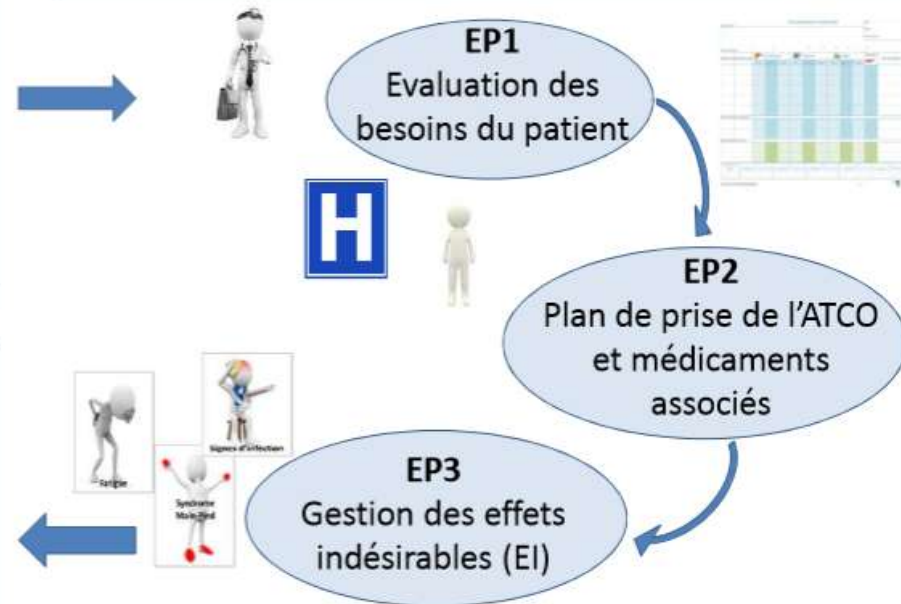 EP1
Evaluation des
besoins du patient
H
EP2
Plan de prise de l'ATCO
et médicaments
associés
Signes d'infection
Fatigue
Syndrome
Main-Pied
EP3
Gestion des effets
indésirables (EI)